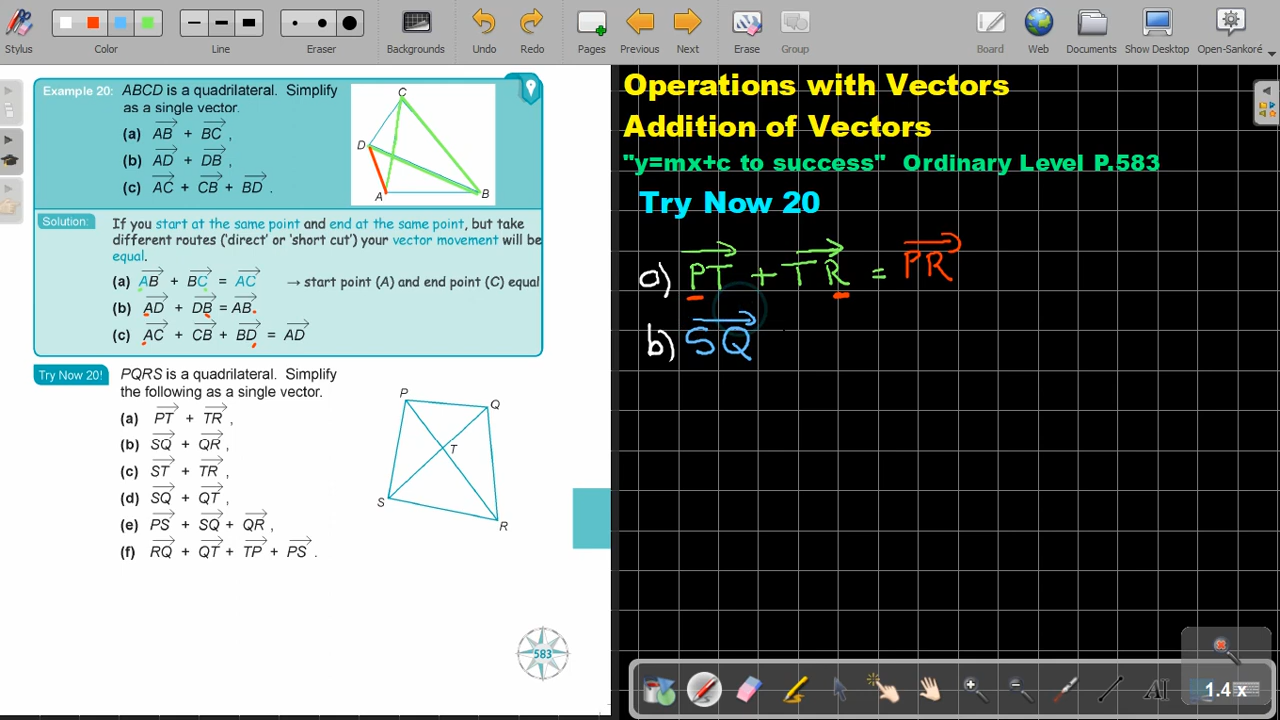 Stylus Color Line Eraser Backgrounds Undo Redo Pages Previous Next Erase Group Board Web Documents Show Desktop Open-Sankoré
Example 20: ABCD is a quadrilateral. Simplify
as a single vector.
(a) AB + BC ,
(b) AD + DB ,
(c) AC + CB + BD .
C
D
A
B
Solution: If you start at the same point and end at the same point, but take
different routes ('direct' or 'short cut') your vector movement will be
equal.
(a) AB + BC = AC → start point (A) and end point (C) equal
(b) AD + DB = AB
(c) AC + CB + BD = AD
Try Now 20! PQRS is a quadrilateral. Simplify
the following as a single vector.
(a) PT + TR ,
(b) SQ + QR ,
(c) ST + TR ,
(d) SQ + QT ,
(e) PS + SQ + QR ,
(f) RQ + QT + TP + PS .
P
Q
T
S
R
583
Operations with Vectors
Addition of Vectors
"y=mx+c to success" Ordinary Level P.583
Try Now 20
a) PT + TR = PR
b) SQ
1.4 x